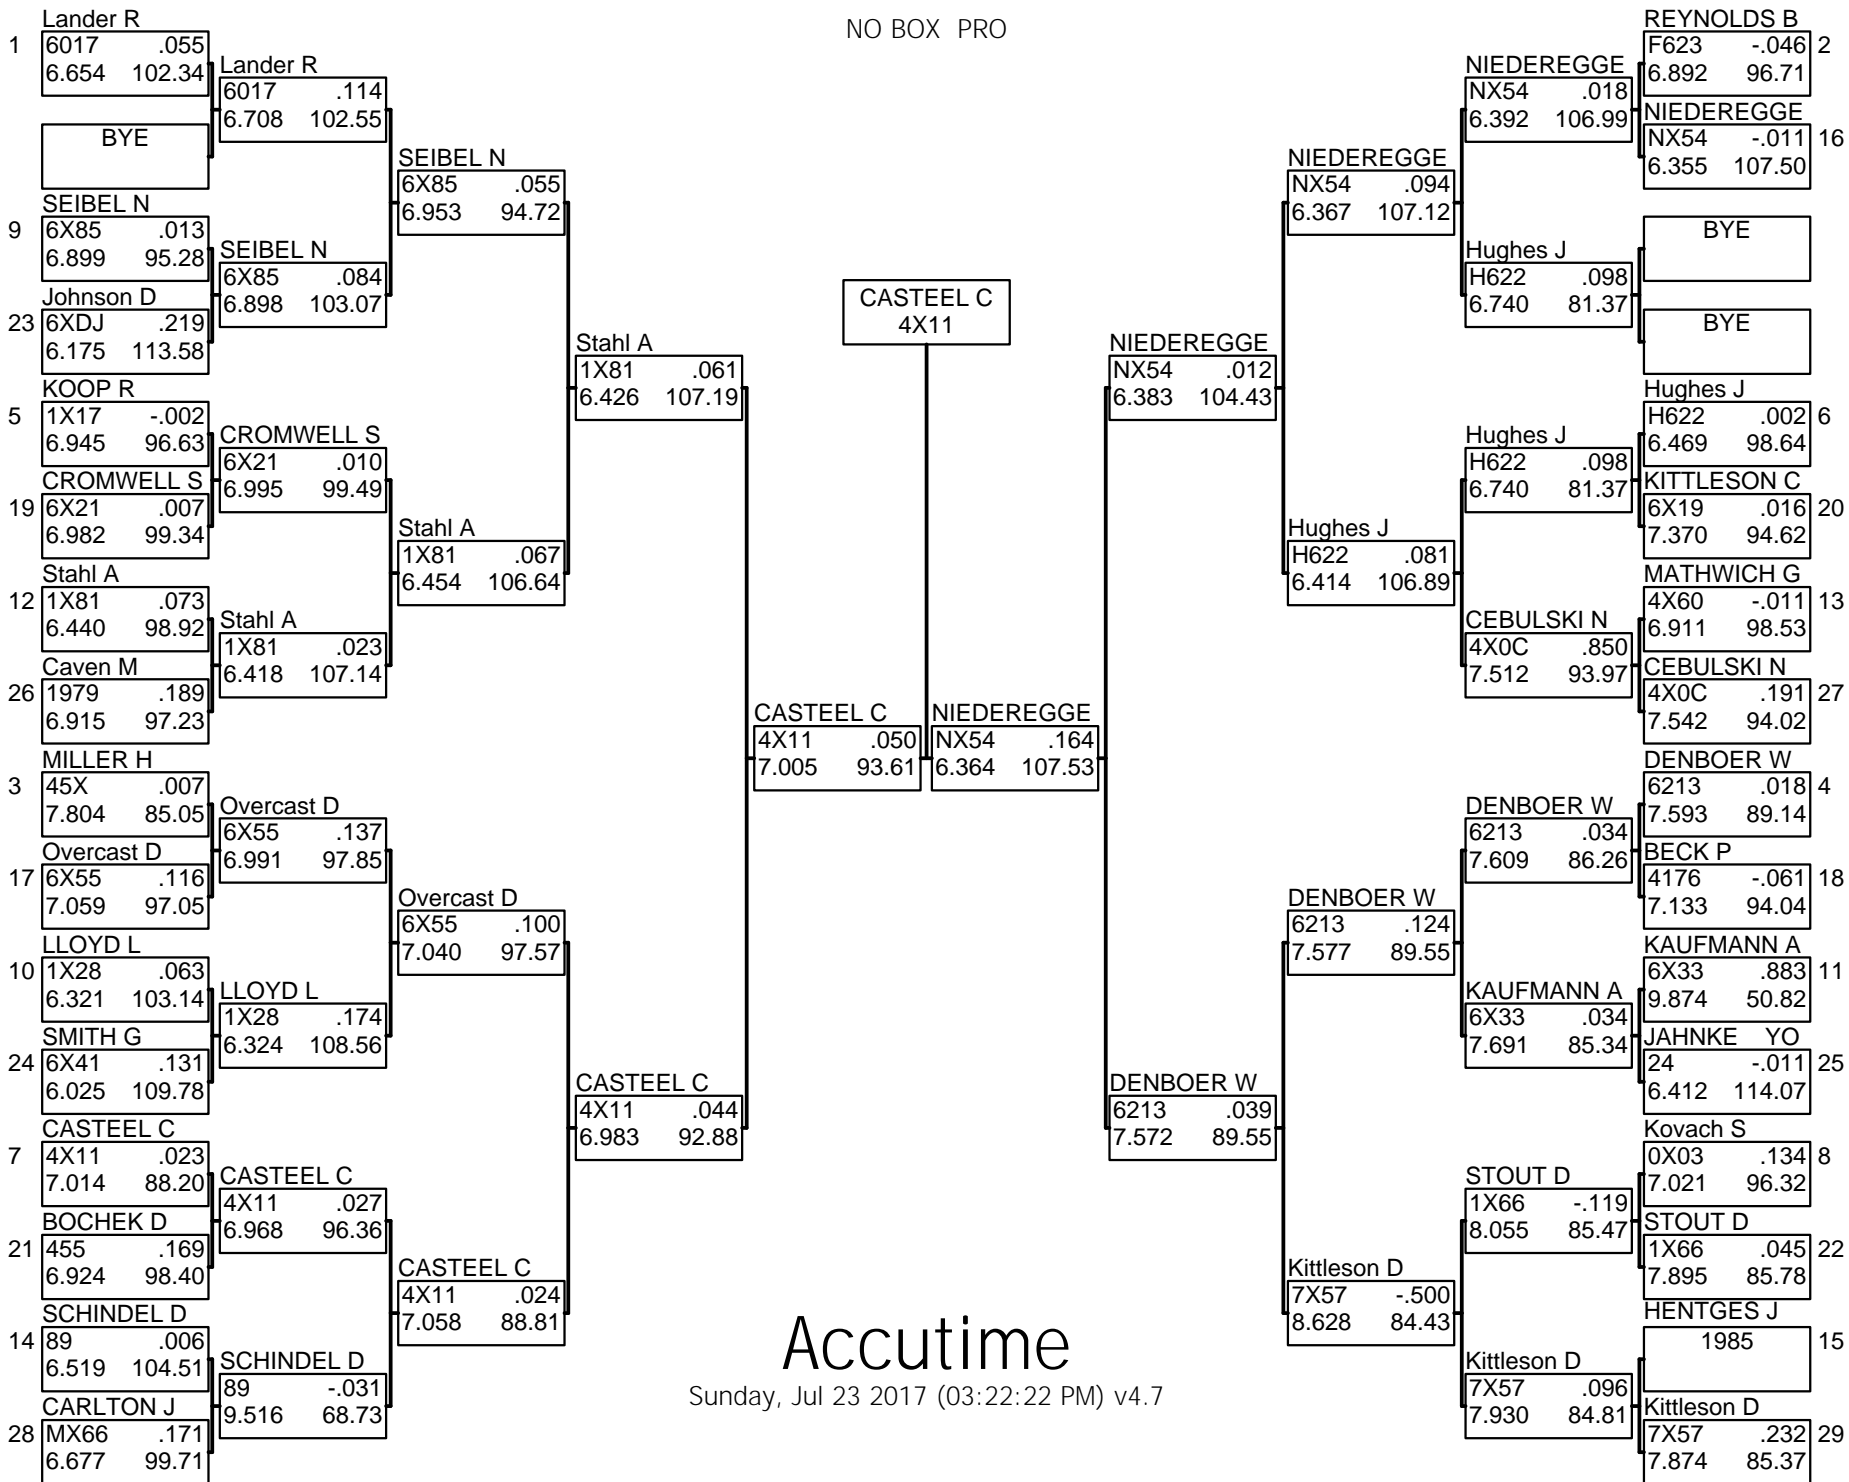 NO BOX PRO
Lander R
1
6017 .055
6.654 102.34
BYE
SEIBEL N
9
6X85 .013
6.899 95.28
Johnson D
23
6XDJ .219
6.175 113.58
KOOP R
5
1X17 -.002
6.945 96.63
CROMWELL S
19
6X21 .007
6.982 99.34
Stahl A
12
1X81 .073
6.440 98.92
Caven M
26
1979 .189
6.915 97.23
MILLER H
3
45X .007
7.804 85.05
Overcast D
17
6X55 .116
7.059 97.05
LLOYD L
10
1X28 .063
6.321 103.14
SMITH G
24
6X41 .131
6.025 109.78
CASTEEL C
7
4X11 .023
7.014 88.20
BOCHEK D
21
455 .169
6.924 98.40
SCHINDEL D
14
89 .006
6.519 104.51
CARLTON J
28
MX66 .171
6.677 99.71
Lander R
6017 .114
6.708 102.55
SEIBEL N
6X85 .084
6.898 103.07
CROMWELL S
6X21 .010
6.995 99.49
Stahl A
1X81 .023
6.418 107.14
Overcast D
6X55 .137
6.991 97.85
LLOYD L
1X28 .174
6.324 108.56
CASTEEL C
4X11 .027
6.968 96.36
SCHINDEL D
89 -.031
9.516 68.73
SEIBEL N
6X85 .055
6.953 94.72
Stahl A
1X81 .067
6.454 106.64
Overcast D
6X55 .100
7.040 97.57
CASTEEL C
4X11 .024
7.058 88.81
Stahl A
1X81 .061
6.426 107.19
CASTEEL C
4X11 .044
6.983 92.88
CASTEEL C
4X11 .050
7.005 93.61
CASTEEL C
4X11
NIEDEREGGE
NX54 .164
6.364 107.53
NIEDEREGGE
NX54 .012
6.383 104.43
DENBOER W
6213 .039
7.572 89.55
NIEDEREGGE
NX54 .094
6.367 107.12
Hughes J
H622 .081
6.414 106.89
DENBOER W
6213 .124
7.577 89.55
Kittleson D
7X57 -.500
8.628 84.43
NIEDEREGGE
NX54 .018
6.392 106.99
Hughes J
H622 .098
6.740 81.37
Hughes J
H622 .098
6.740 81.37
CEBULSKI N
4X0C .850
7.512 93.97
DENBOER W
6213 .034
7.609 86.26
KAUFMANN A
6X33 .034
7.691 85.34
STOUT D
1X66 -.119
8.055 85.47
Kittleson D
7X57 .096
7.930 84.81
REYNOLDS B
F623 -.046 2
6.892 96.71
NIEDEREGGE
NX54 -.011 16
6.355 107.50
BYE
BYE
Hughes J
H622 .002 6
6.469 98.64
KITTLESON C
6X19 .016 20
7.370 94.62
MATHWICH G
4X60 -.011 13
6.911 98.53
CEBULSKI N
4X0C .191 27
7.542 94.02
DENBOER W
6213 .018 4
7.593 89.14
BECK P
4176 -.061 18
7.133 94.04
KAUFMANN A
6X33 .883 11
9.874 50.82
JAHNKE YO
24 -.011 25
6.412 114.07
Kovach S
0X03 .134 8
7.021 96.32
STOUT D
1X66 .045 22
7.895 85.78
HENTGES J
1985 15
Kittleson D
7X57 .232 29
7.874 85.37
Accutime
Sunday, Jul 23 2017 (03:22:22 PM) v4.7